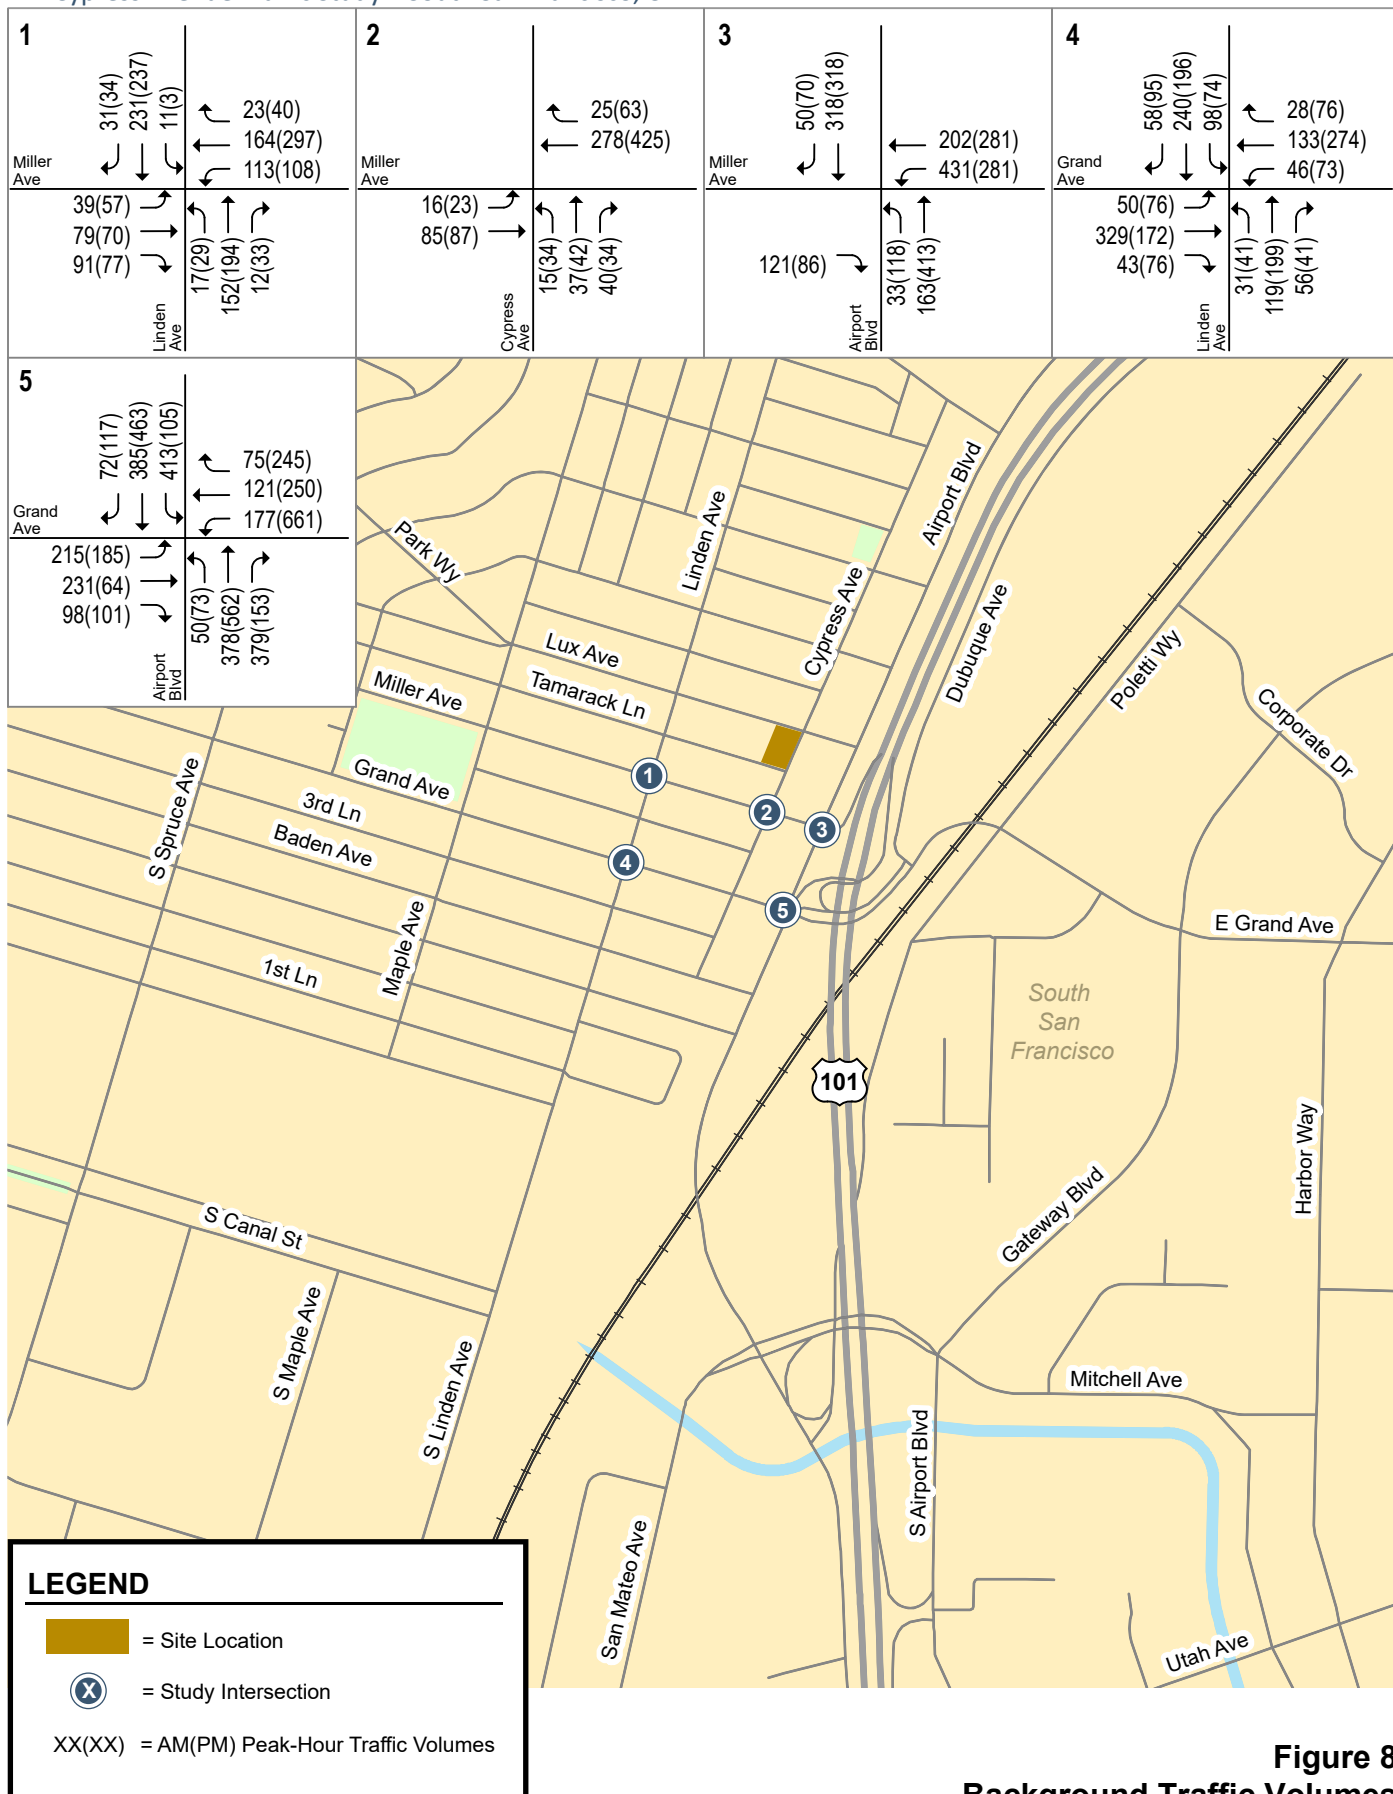 1
31(34)
231(237)
11(3)
23(40)
164(297)
113(108)
Miller
Ave
39(57)
79(70)
91(77)
17(29)
152(194)
12(33)
Linden
Ave
2
25(63)
278(425)
Miller
Ave
16(23)
85(87)
15(34)
37(42)
40(34)
Cypress
Ave
3
50(70)
318(318)
202(281)
431(281)
Miller
Ave
121(86)
33(118)
163(413)
Airport
Blvd
4
58(95)
240(196)
98(74)
28(76)
133(274)
46(73)
Grand
Ave
50(76)
329(172)
43(76)
31(41)
119(199)
56(41)
Linden
Ave
5
72(117)
385(463)
413(105)
75(245)
121(250)
177(661)
Grand
Ave
215(185)
231(64)
98(101)
50(73)
378(562)
379(153)
Airport
Blvd
Park Wy
Linden Ave
Airport Blvd
Cypress Ave
Dubuque Ave
Poletti Wy
Corporate Dr
Lux Ave
Tamarack Ln
Miller Ave
Grand Ave
3rd Ln
Baden Ave
S Spruce Ave
Maple Ave
1st Ln
1
2
3
4
5
E Grand Ave
South
San
Francisco
101
Harbor Way
Gateway Blvd
S Canal St
S Maple Ave
S Linden Ave
Mitchell Ave
S Airport Blvd
San Mateo Ave
Utah Ave
LEGEND
= Site Location
X = Study Intersection
XX(XX) = AM(PM) Peak-Hour Traffic Volumes
Figure 8
Background Traffic Volumes